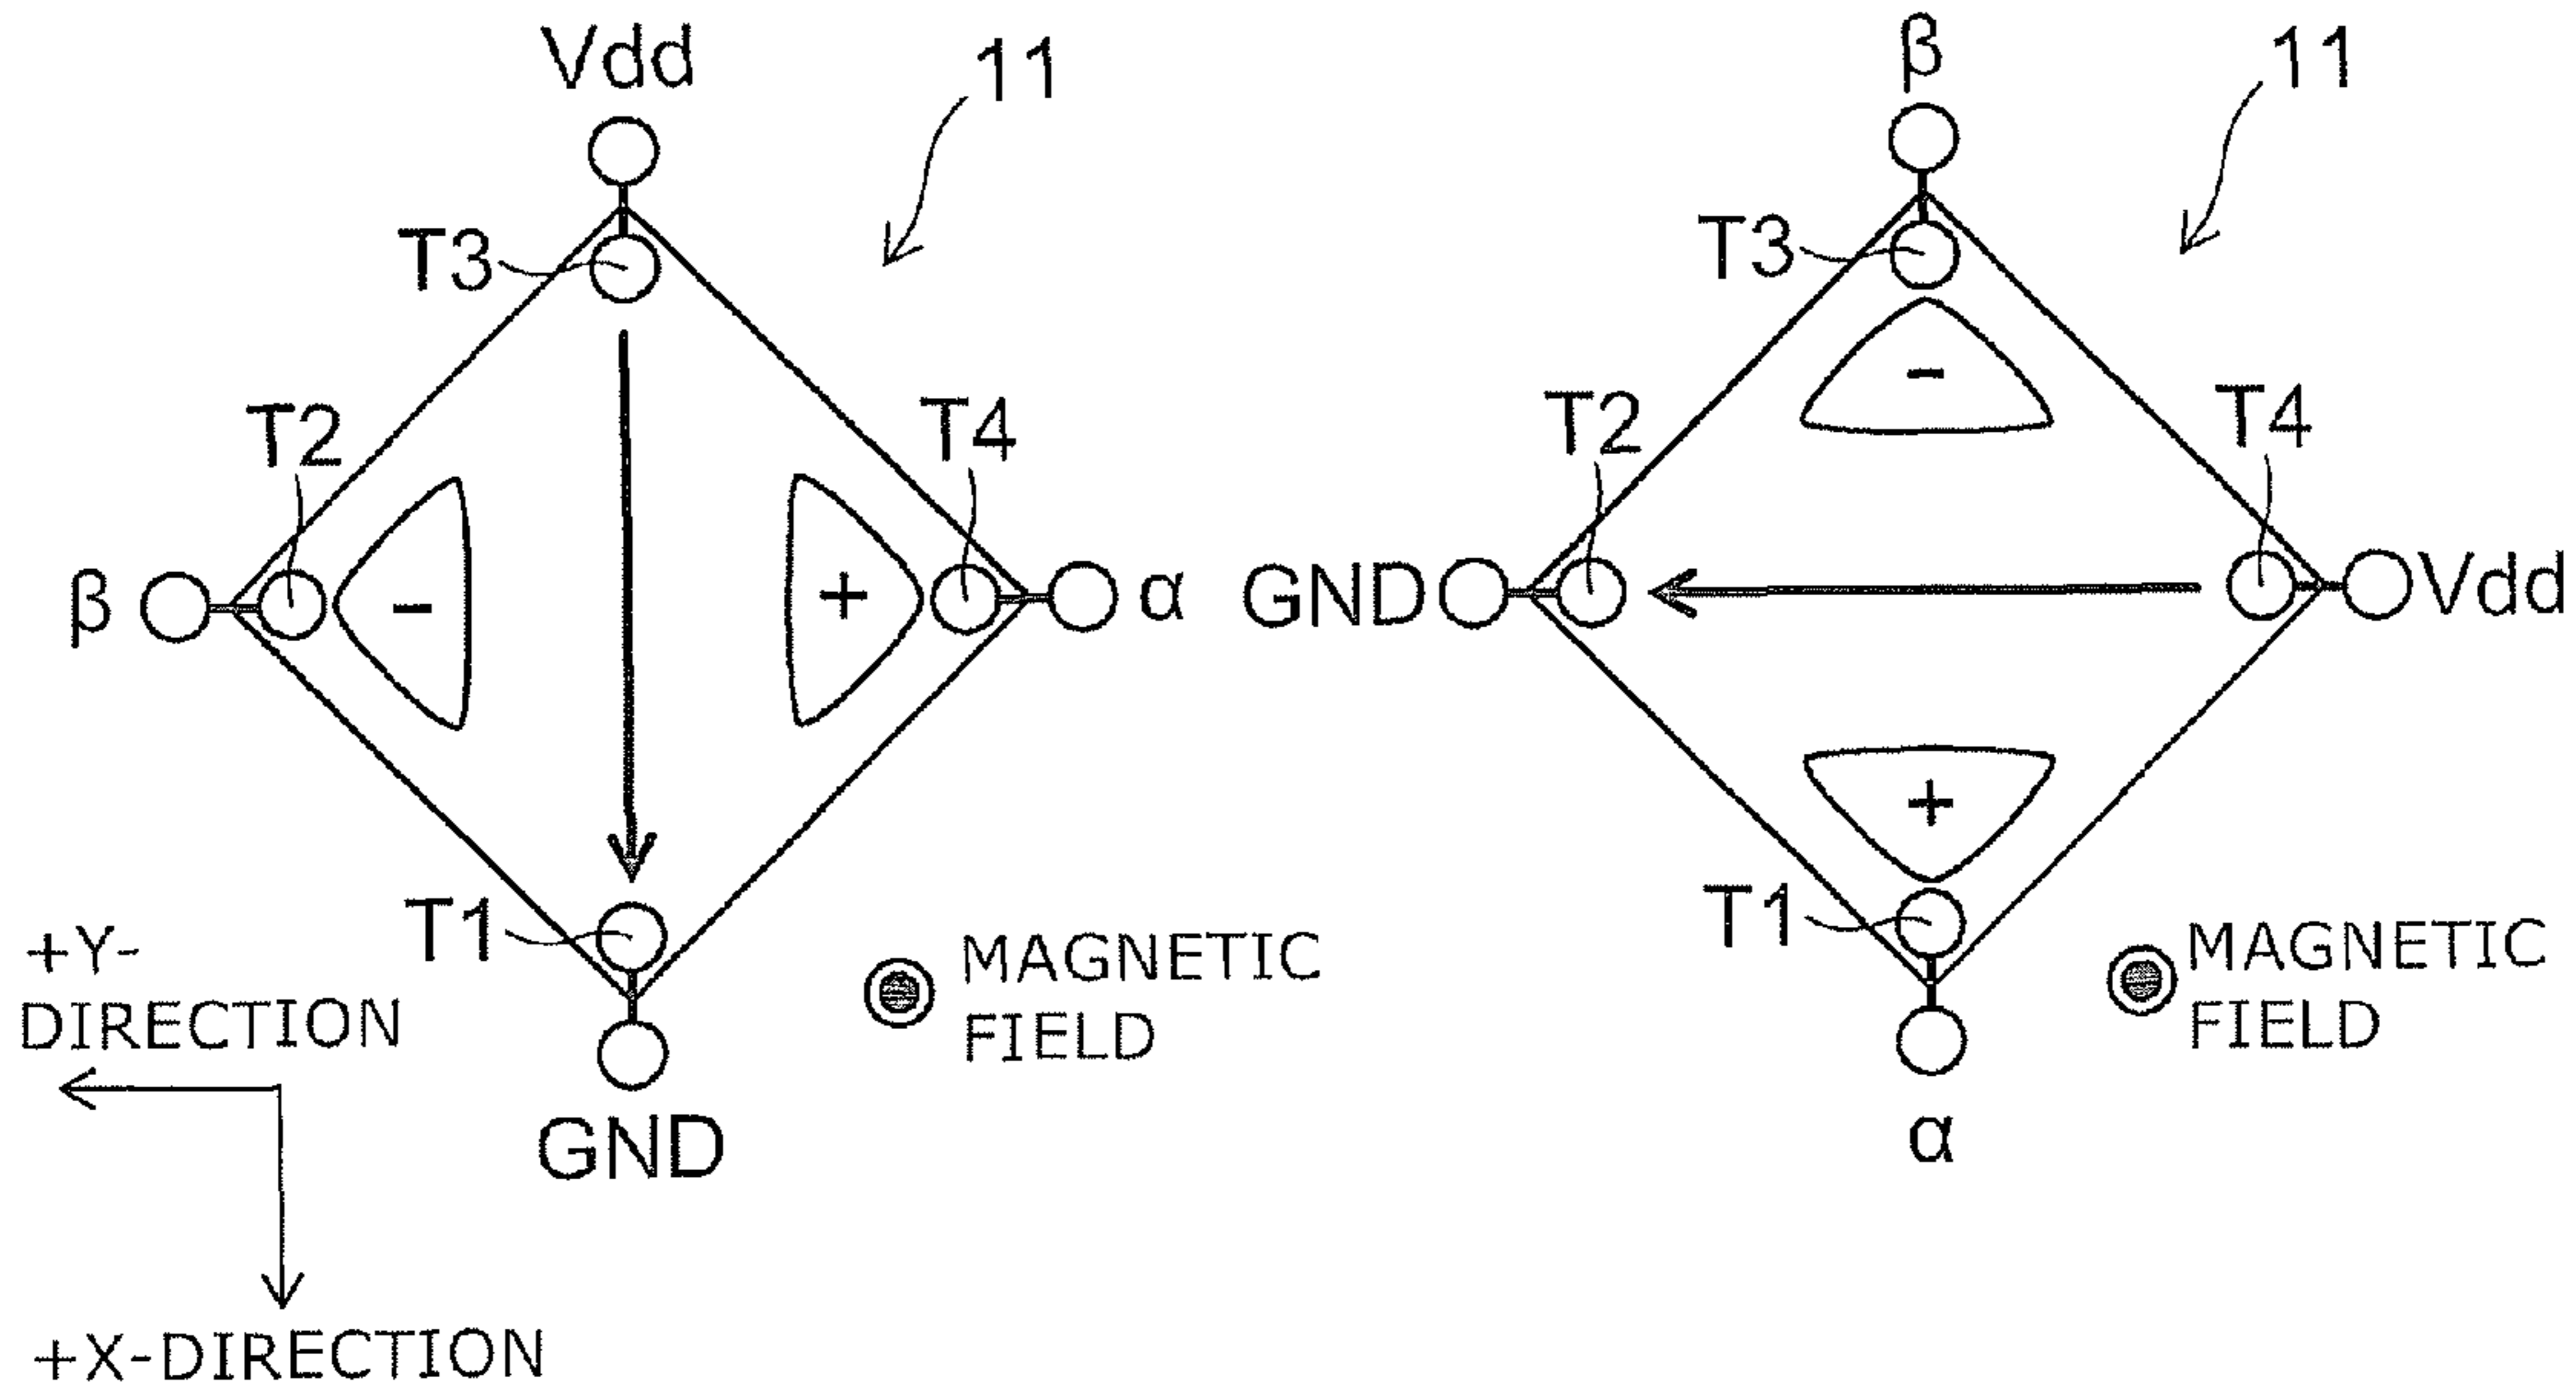 Vdd
11
T3
T2
T4
β
-
+
α
T1
+Y-
DIRECTION
MAGNETIC
FIELD
GND
+X-DIRECTION
β
11
T3
-
T2
T4
GND
Vdd
+
T1
MAGNETIC
FIELD
α